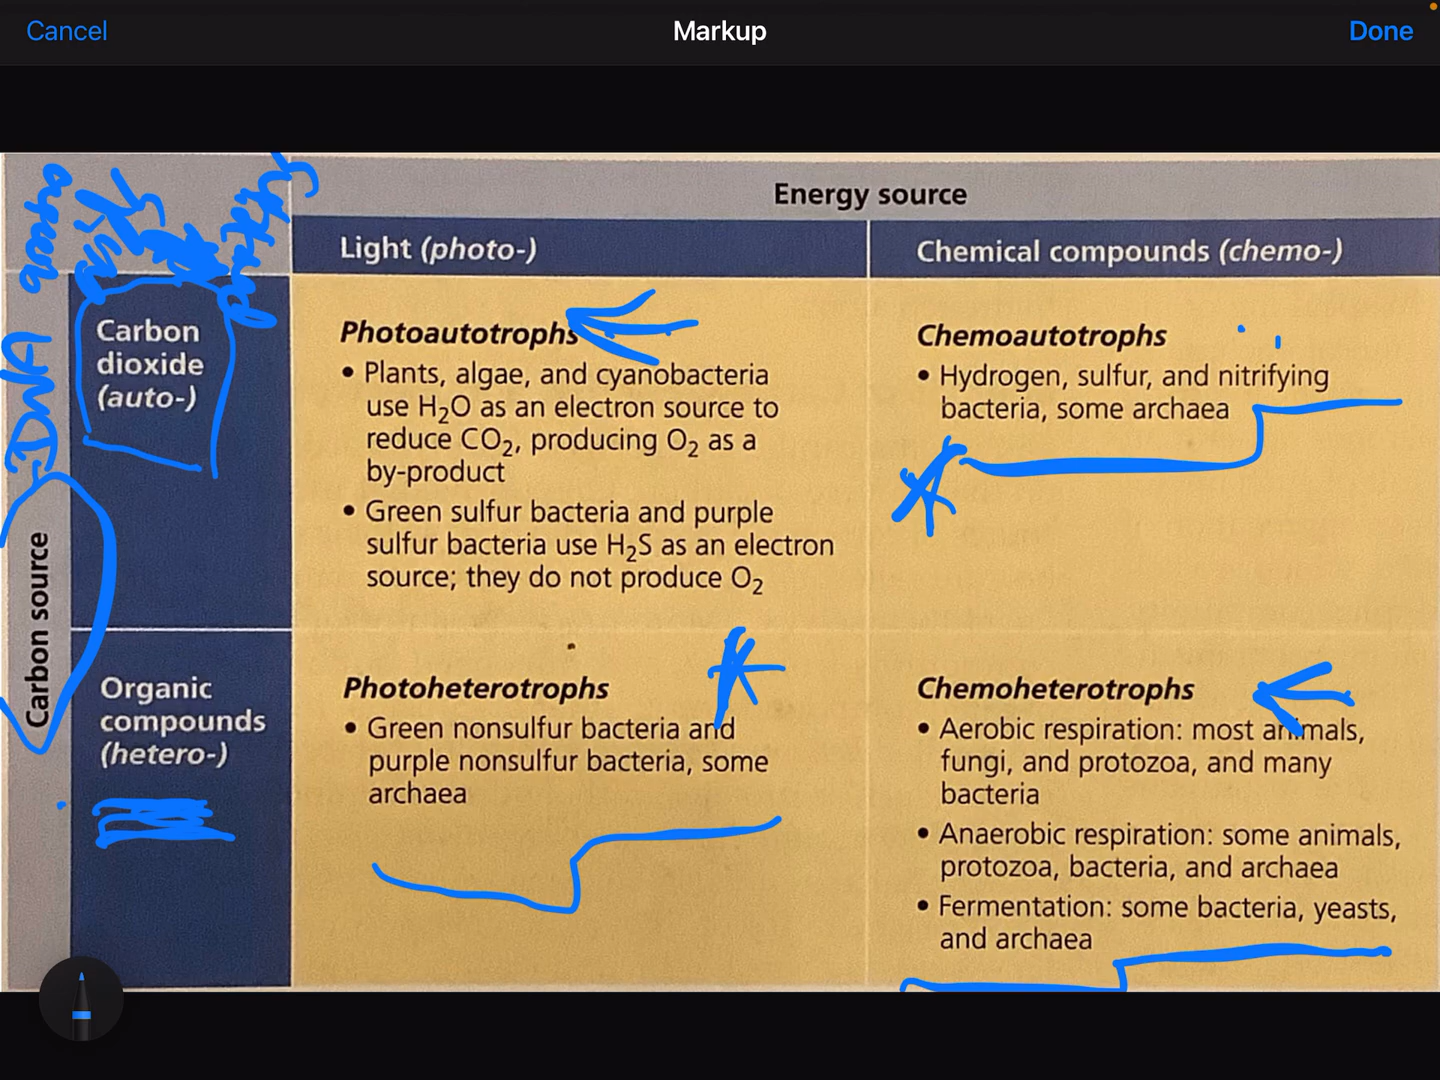 Cancel
Markup
Done
Energy source
Light (photo-)
Chemical compounds (chemo-)
Carbon source
DNA
Carbon
dioxide
(auto-)
Photoautotrophs
• Plants, algae, and cyanobacteria
use H₂O as an electron source to
reduce CO₂, producing O₂ as a
by-product
• Green sulfur bacteria and purple
sulfur bacteria use H₂S as an electron
source; they do not produce O₂
Chemoautotrophs
• Hydrogen, sulfur, and nitrifying
bacteria, some archaea
Organic
compounds
(hetero-)
Photoheterotrophs
• Green nonsulfur bacteria and
purple nonsulfur bacteria, some
archaea
Chemoheterotrophs
• Aerobic respiration: most animals,
fungi, and protozoa, and many
bacteria
• Anaerobic respiration: some animals,
protozoa, bacteria, and archaea
• Fermentation: some bacteria, yeasts,
and archaea